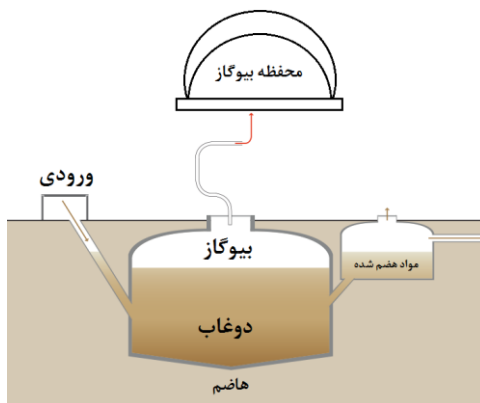 محفظه بیوگاز
ورودی
بیوگاز
مواد هضم شده
دوغاب
هاضم